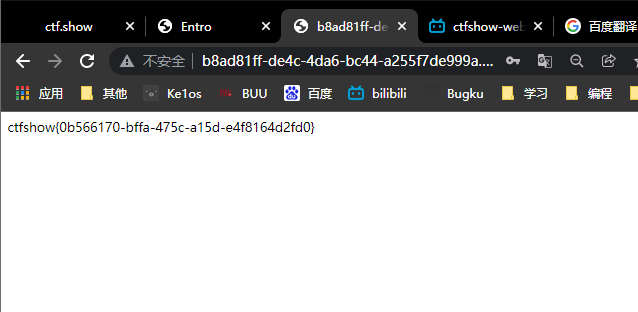 ctf.show
Entro
b8ad81ff-de
ctfshow-web
百度翻译
不安全
b8ad81ff-de4c-4da6-bc44-a255f7de999a....
应用
其他
Ke1os
BUU
百度
bilibili
Bugku
学习
编程
ctfshow{0b566170-bffa-475c-a15d-e4f8164d2fd0}